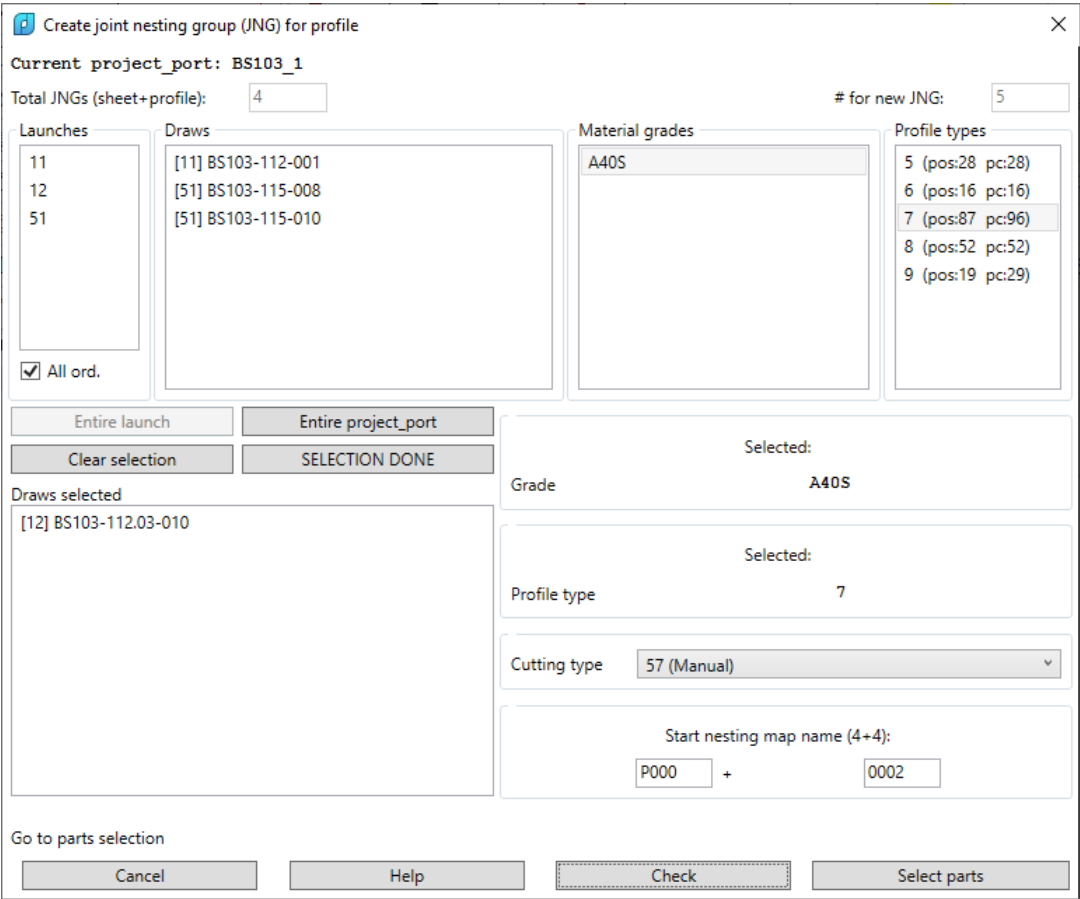 Create joint nesting group (JNG) for profile
Current project_port: BS103_1
Total JNGs (sheet+profile): 4 # for new JNG: 5
Launches Draws Material grades Profile types
11 [11] BS103-112-001 A40S 5 (pos:28 pc:28)
12 [51] BS103-115-008 6 (pos:16 pc:16)
51 [51] BS103-115-010 7 (pos:87 pc:96)
8 (pos:52 pc:52)
9 (pos:19 pc:29)
All ord.
Entire launch Entire project_port
Clear selection SELECTION DONE
Selected:
Grade A40S
Draws selected
[12] BS103-112.03-010
Selected:
Profile type 7
Cutting type 57 (Manual)
Start nesting map name (4+4):
P000 + 0002
Go to parts selection
Cancel Help Check Select parts